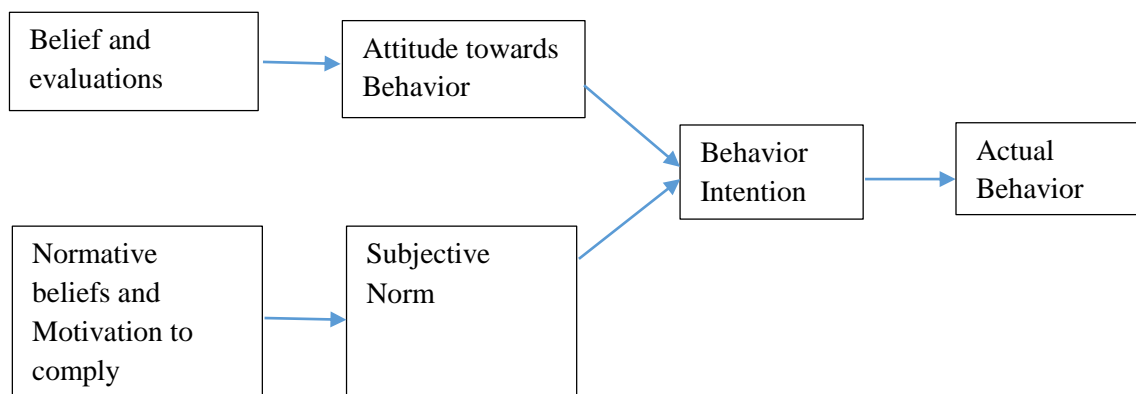 Belief and
evaluations
Attitude towards
Behavior
Behavior
Intention
Actual
Behavior
Normative
beliefs and
Motivation to
comply
Subjective
Norm